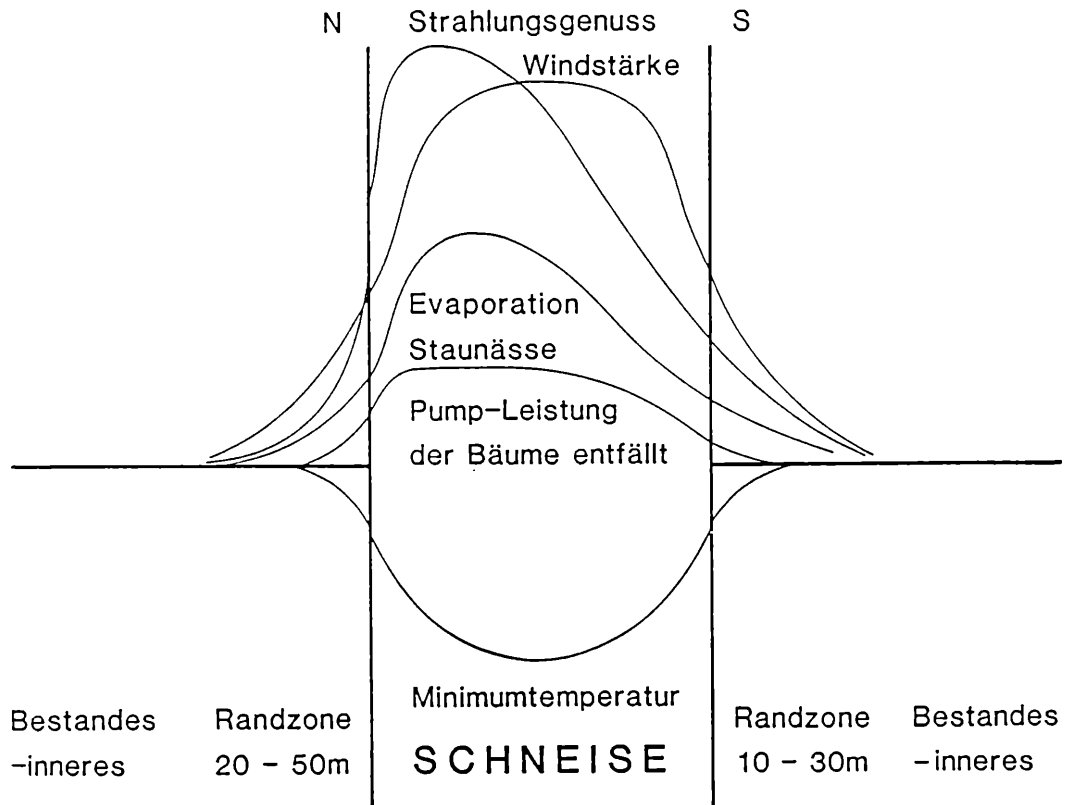 N
Strahlungsgenuss
S
Windstärke
Evaporation
Staunässe
Pump-Leistung
der Bäume entfällt
Minimumtemperatur
Bestandes
-inneres
Randzone
20 - 50m
SCHNEISE
Randzone
10 - 30m
Bestandes
-inneres